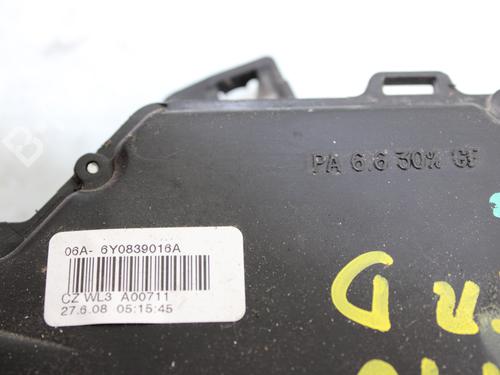 PA 6.6 30% GF
06A- 6Y0839016A
CZ WL3 A00711
27.6.08 05:15:45